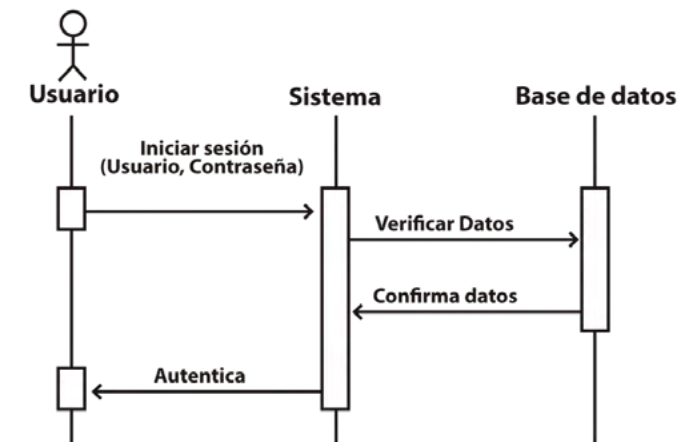 Usuario
Sistema
Base de datos
Iniciar sesión
(Usuario, Contraseña)
Verificar Datos
Confirma datos
Autentica